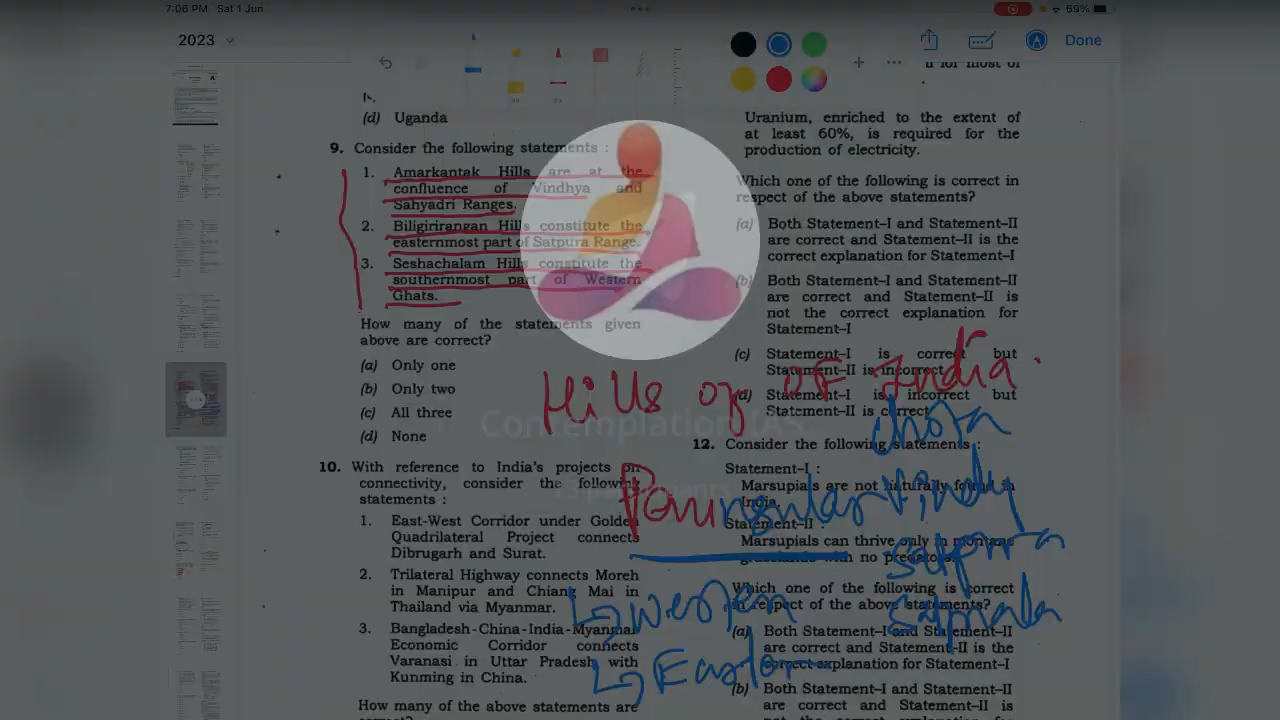 7:06 PM Sat 1 Jun
69%
2023
Done
(d) Uganda
9. Consider the following statements :
1. Amarkantak Hills are at the
confluence of Vindhya and
Sahyadri Ranges.
2. Biligirirangan Hills constitute the
easternmost part of Satpura Range.
3. Seshachalam Hills constitute the
southernmost part of Western
Ghats.
How many of the statements given
above are correct?
(a) Only one
(b) Only two
(c) All three
(d) None
10. With reference to India's projects on
connectivity, consider the following
statements :
1. East-West Corridor under Golden
Quadrilateral Project connects
Dibrugarh and Surat.
2. Trilateral Highway connects Moreh
in Manipur and Chiang Mai in
Thailand via Myanmar.
3. Bangladesh-China-India-Myanmar
Economic Corridor connects
Varanasi in Uttar Pradesh with
Kunming in China.
How many of the above statements are
Uranium, enriched to the extent of
at least 60%, is required for the
production of electricity.
Which one of the following is correct in
respect of the above statements?
(a) Both Statement-I and Statement-II
are correct and Statement-II is the
correct explanation for Statement-I
(b) Both Statement-I and Statement-II
are correct and Statement-II is
not the correct explanation for
Statement-I
(c) Statement-I is correct but
Statement-II is incorrect
(d) Statement-I is incorrect but
Statement-II is correct
12. Consider the following statements :
Statement-I :
Marsupials are not naturally found in
India.
Statement-II :
Marsupials can thrive only in montane
grasslands with no predators.
Which one of the following is correct
in respect of the above statements?
(a) Both Statement-I and Statement-II
are correct and Statement-II is the
correct explanation for Statement-I
(b) Both Statement-I and Statement-II
are correct and Statement-II is
Hills of OF India
Peninsular
Western
chota
Vindy
satpura
Contemplation IAS
participants